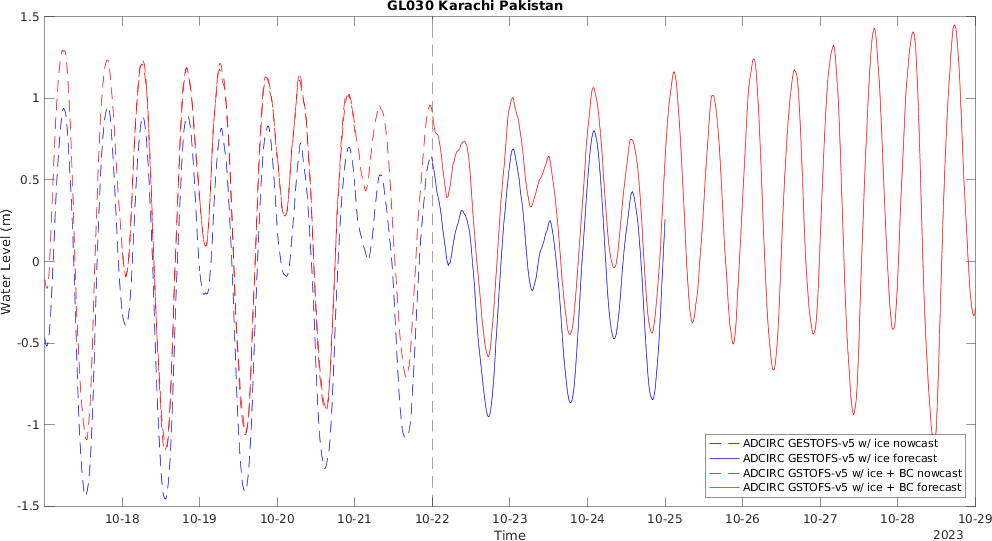 GL030 Karachi Pakistan
1.5
1
0.5
0
-0.5
-1
-1.5
Water Level (m)
10-18 10-19 10-20 10-21 10-22 10-23 10-24 10-25 10-26 10-27 10-28 10-29
Time
2023
ADCIRC GESTOFS-v5 w/ ice nowcast
ADCIRC GESTOFS-v5 w/ ice forecast
ADCIRC GSTOFS-v5 w/ ice + BC nowcast
ADCIRC GSTOFS-v5 w/ ice + BC forecast